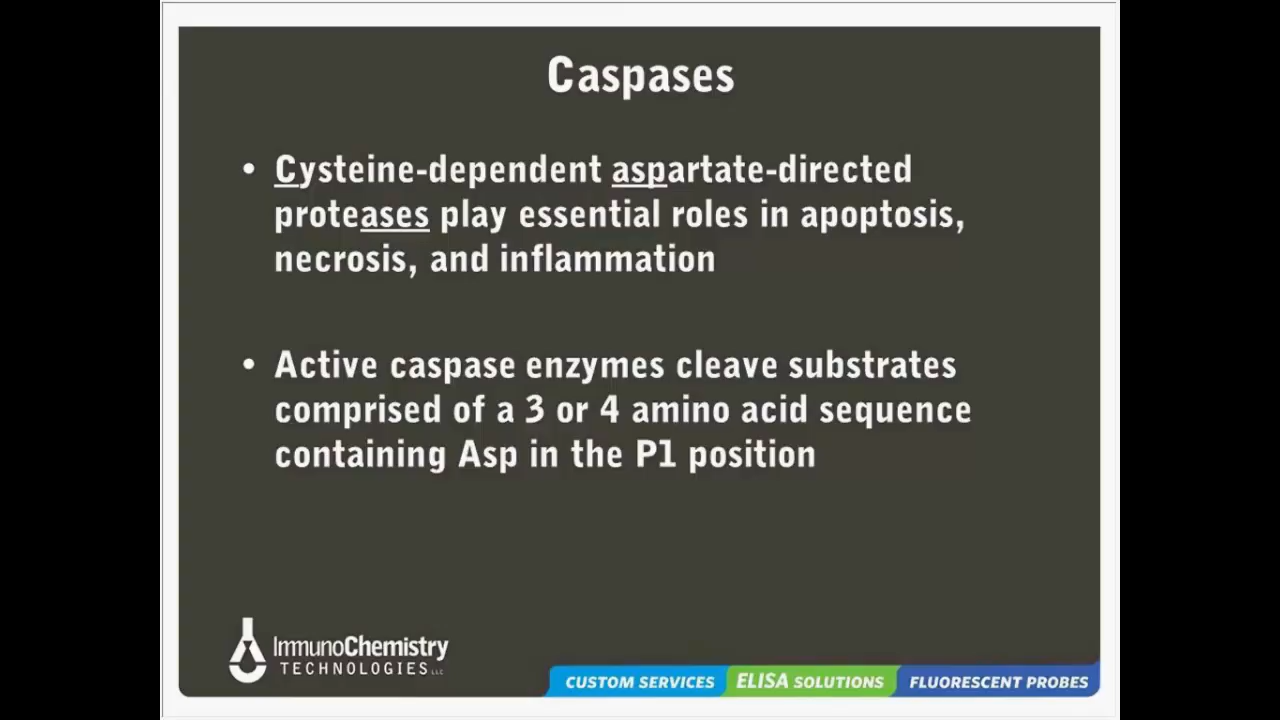 Caspases
• Cysteine-dependent aspartate-directed
proteases play essential roles in apoptosis,
necrosis, and inflammation
• Active caspase enzymes cleave substrates
comprised of a 3 or 4 amino acid sequence
containing Asp in the P1 position
ImmunoChemistry
TECHNOLOGIES LLC
CUSTOM SERVICES ELISA SOLUTIONS FLUORESCENT PROBES